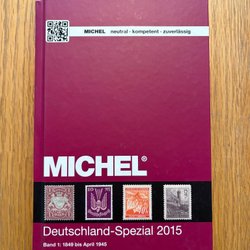 MICHEL neutral - kompetent - zuverlässig
MICHEL®
Deutschland-Spezial 2015
Band 1: 1849 bis April 1945